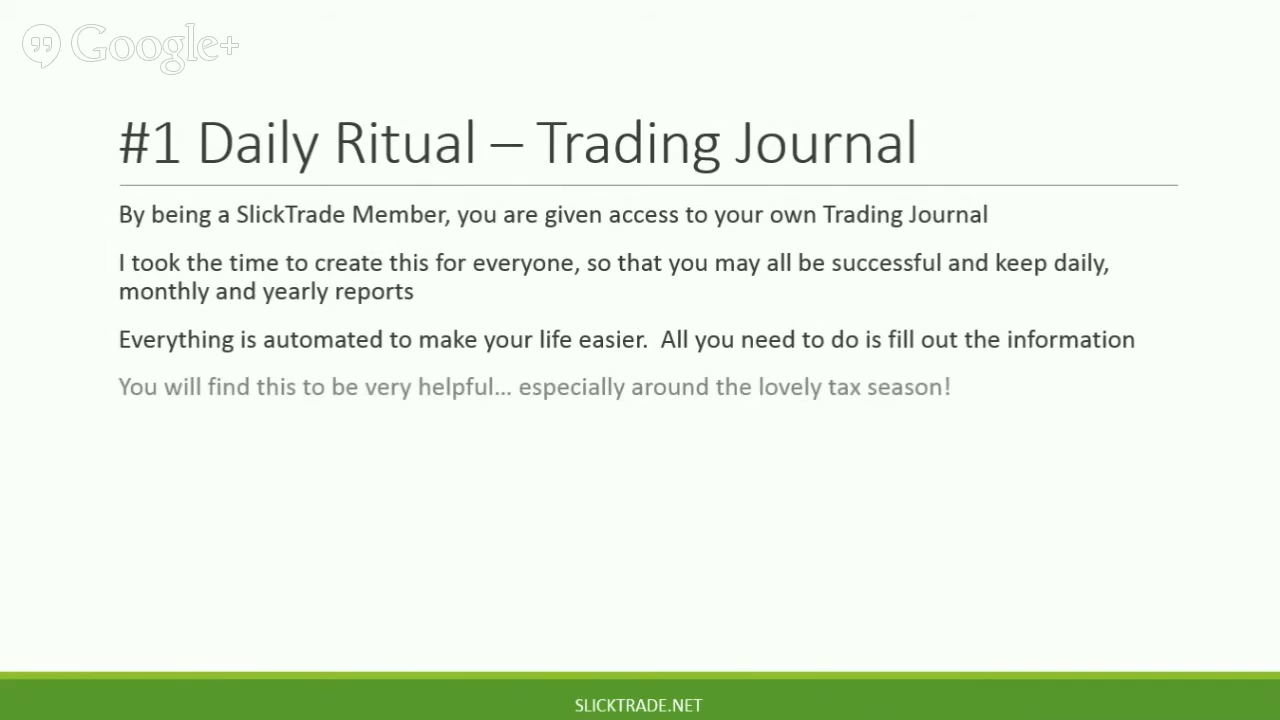 Google+
#1 Daily Ritual – Trading Journal
By being a SlickTrade Member, you are given access to your own Trading Journal
I took the time to create this for everyone, so that you may all be successful and keep daily,
monthly and yearly reports
Everything is automated to make your life easier.  All you need to do is fill out the information
You will find this to be very helpful... especially around the lovely tax season!
SLICKTRADE.NET